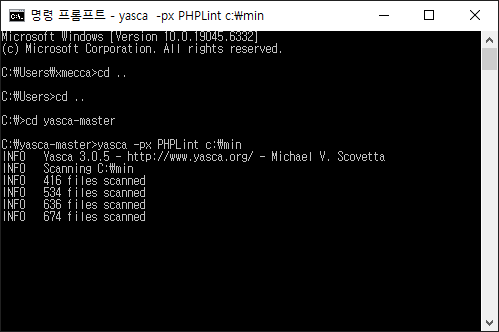 명령 프롬프트 - yasca  -px PHPLint c:\min
Microsoft Windows [Version 10.0.19045.6332]
(c) Microsoft Corporation. All rights reserved.
C:₩Users₩xmecca>cd ..
C:₩Users>cd ..
C:₩>cd yasca-master
C:₩yasca-master>yasca -px PHPLint c:₩min
INFO   Yasca 3.0.5 - http://www.yasca.org/ - Michael V. Scovetta
INFO   Scanning C:₩min
INFO   416 files scanned
INFO   534 files scanned
INFO   636 files scanned
INFO   674 files scanned